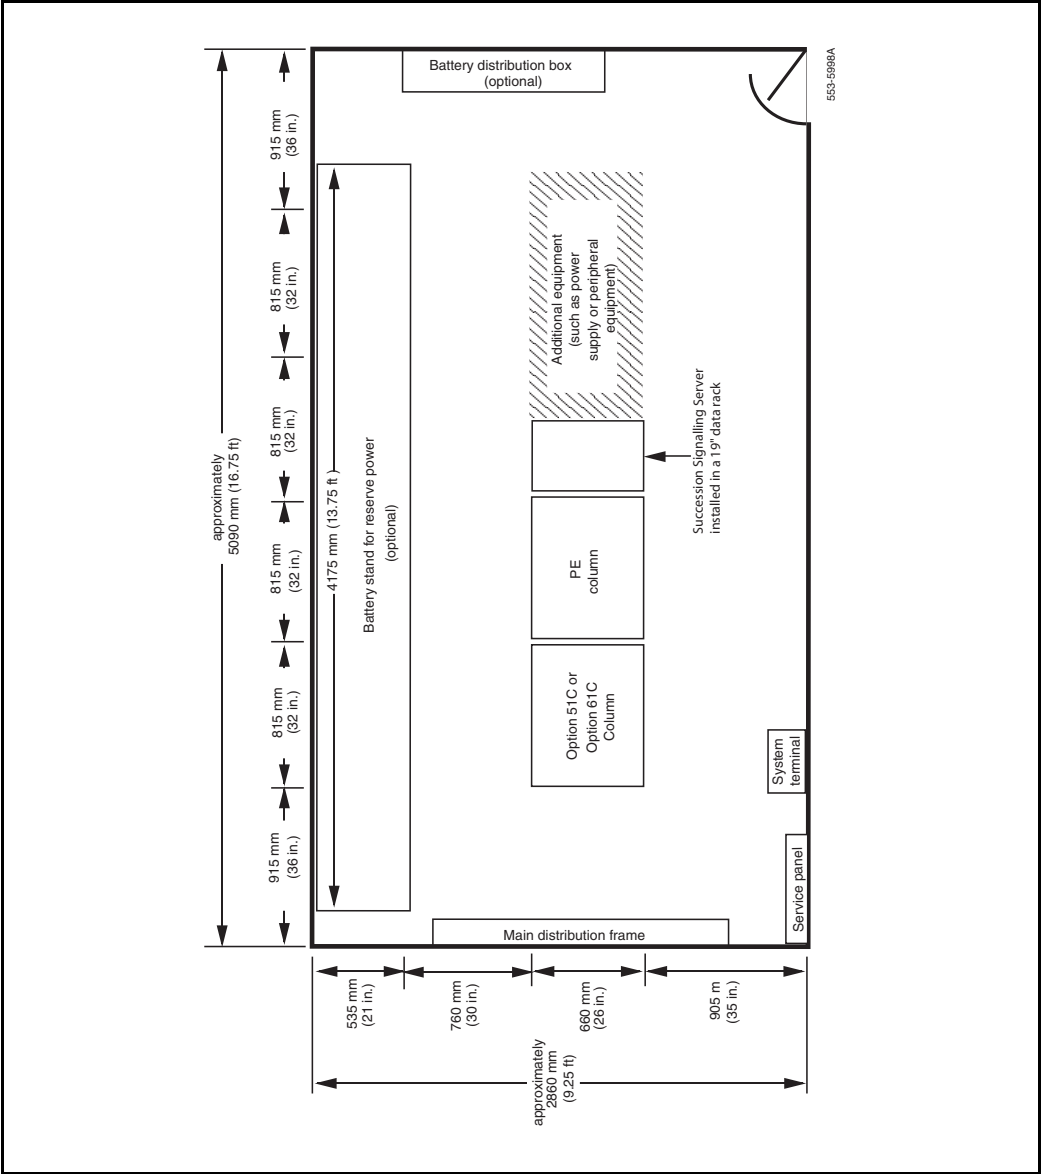 Battery distribution box
(optional)
553-5998A
approximately
5090 mm (16.75 ft)
915 mm
(36 in.)
815 mm
(32 in.)
815 mm
(32 in.)
815 mm
(32 in.)
815 mm
(32 in.)
915 mm
(36 in.)
4175 mm (13.75 ft )
Battery stand for reserve power
(optional)
Additional equipment
(such as power
supply or peripheral
equipment)
Succession Signalling Server
installed in a 19" data rack
PE
column
Option 51C or
Option 61C
Column
System
terminal
Service panel
Main distribution frame
535 mm
(21 in.)
760 mm
(30 in.)
660 mm
(26 in.)
905 m
(35 in.)
approximately
2860 mm
(9.25 ft)